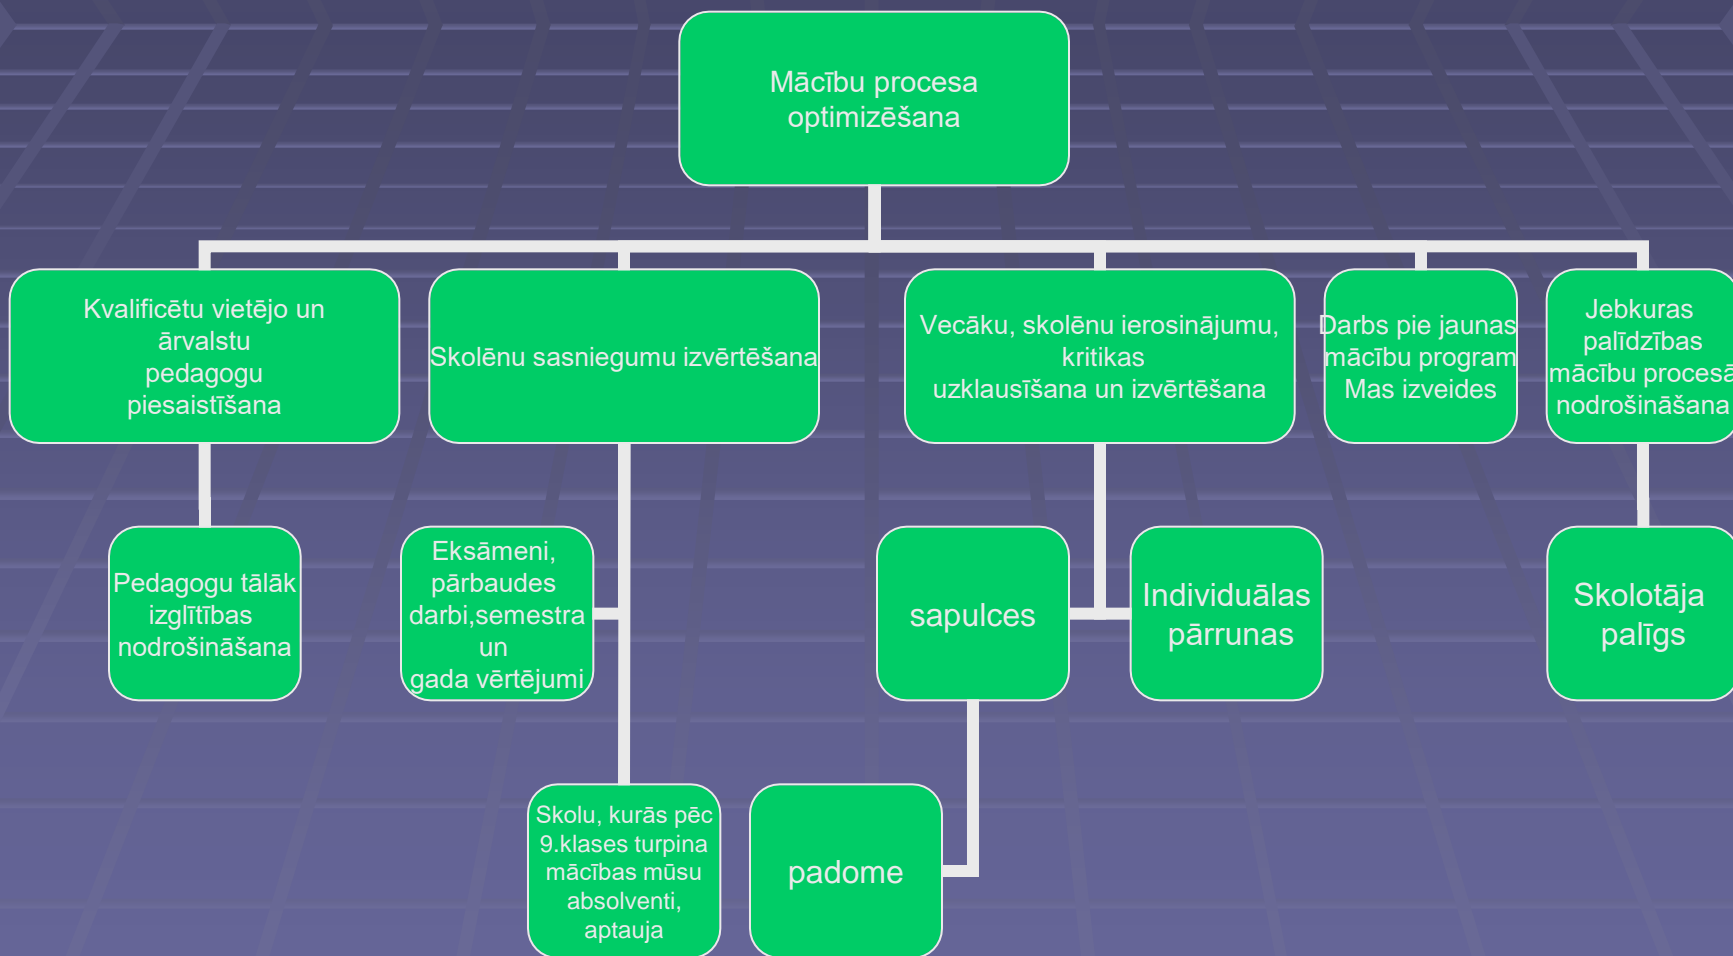 Mācību procesa
optimizēšana
Kvalificētu vietējo un
ārvalstu
pedagogu
piesaistīšana
Skolēnu sasniegumu izvērtēšana
Vecāku, skolēnu ierosinājumu,
kritikas
uzklausīšana un izvērtēšana
Darbs pie jaunas
mācību program
Mas izveides
Jebkuras
palīdzības
mācību procesā
nodrošināšana
Pedagogu tālāk
izglītības
nodrošināšana
Eksāmeni,
pārbaudes
darbi,semestra
un
gada vērtējumi
sapulces
Individuālas
pārrunas
Skolotāja
palīgs
Skolu, kurās pēc
9.klases turpina
mācības mūsu
absolventi,
aptauja
padome